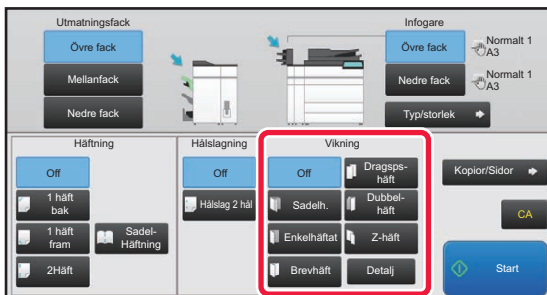 Utmatningsfack
Infogare
Övre fack
Mellanfack
Nedre fack
Övre fack
Normalt 1
A3
Nedre fack
Normalt 1
A3
Typ/storlek
Häftning
Off
1 häft
bak
1 häft
fram
Sadel-
Häftning
2Häft
Hålslagning
Off
Hålslag 2 hål
Vikning
Off
Dragsps-
häft
Sadelh.
Dubbel-
häft
Enkelhäftat
Z-häft
Brevhäft
Detalj
Kopior/Sidor
CA
Start